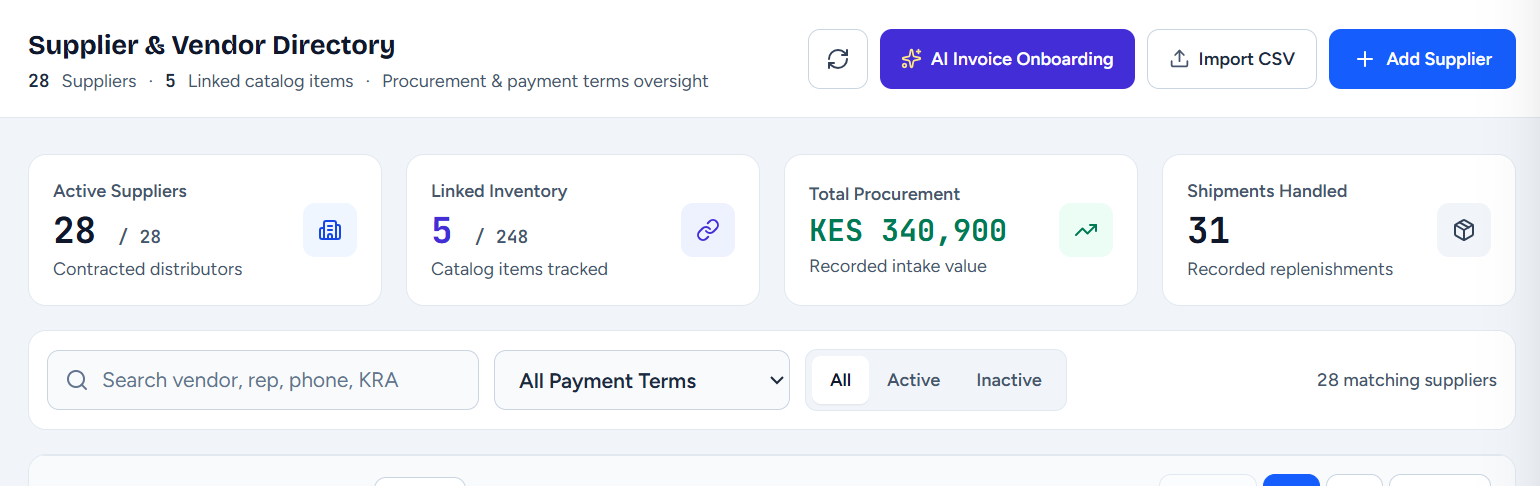 Supplier & Vendor Directory
28 Suppliers · 5 Linked catalog items · Procurement & payment terms oversight
AI Invoice Onboarding
Import CSV
Add Supplier
Active Suppliers
28 / 28
Contracted distributors
Linked Inventory
5 / 248
Catalog items tracked
Total Procurement
KES 340,900
Recorded intake value
Shipments Handled
31
Recorded replenishments
Search vendor, rep, phone, KRA
All Payment Terms
All
Active
Inactive
28 matching suppliers